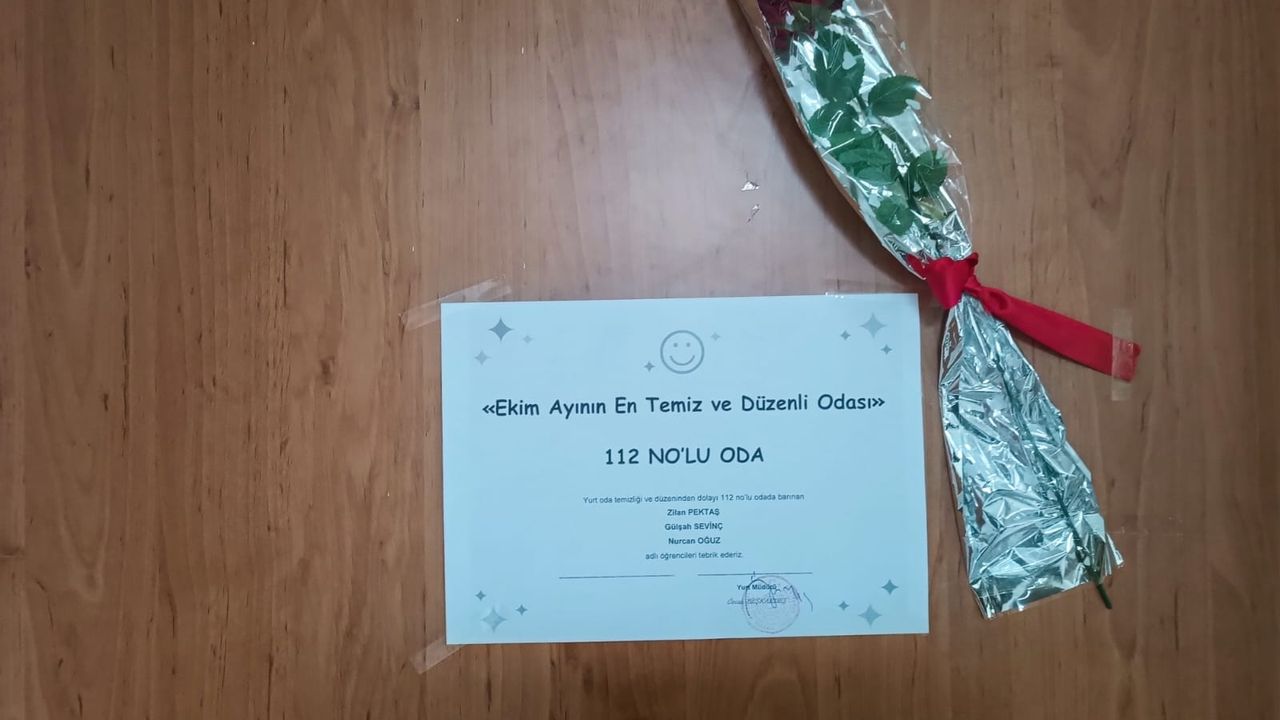 «Ekim Ayının En Temiz ve Düzenli Odası»
112 NO'LU ODA
Yurt oda temizliği ve düzeninden dolayı 112 no'lu odada barınan
Zilan PEKTAŞ
Gülşah SEVİNÇ
Nurcan OĞUZ
adlı öğrencileri tebrik ederiz.
Yurt Müdürü